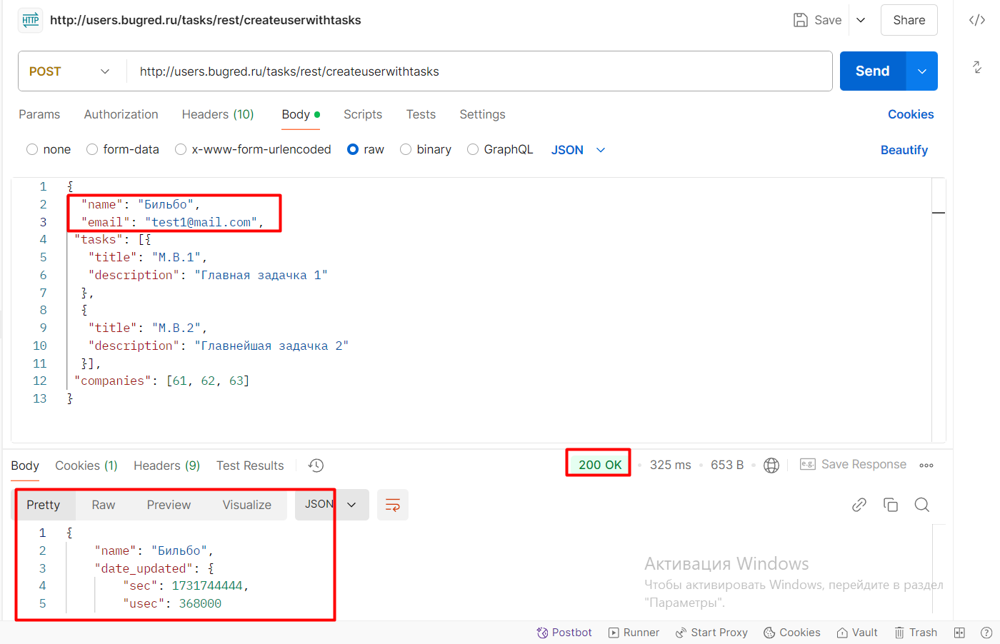 HTTP http://users.bugred.ru/tasks/rest/createuserwithtasks Save Share </>
POST http://users.bugred.ru/tasks/rest/createuserwithtasks Send
Params Authorization Headers (10) Body Scripts Tests Settings Cookies
none form-data x-www-form-urlencoded raw binary GraphQL JSON Beautify
1 {
2 "name": "Бильбо",
3 "email": "test1@mail.com",
4 "tasks": [{
5 "title": "М.В.1",
6 "description": "Главная задачка 1"
7 },
8 {
9 "title": "М.В.2",
10 "description": "Главнейшая задачка 2"
11 }],
12 "companies": [61, 62, 63]
13 }
Body Cookies (1) Headers (9) Test Results 200 OK 325 ms 653 B e.g. Save Response
Pretty Raw Preview Visualize JSON
1 {
2 "name": "Бильбо",
3 "date_updated": {
4 "sec": 1731744444,
5 "usec": 368000
Активация Windows
Чтобы активировать Windows, перейдите в раздел
"Параметры".
Postbot Runner Start Proxy Cookies Vault Trash